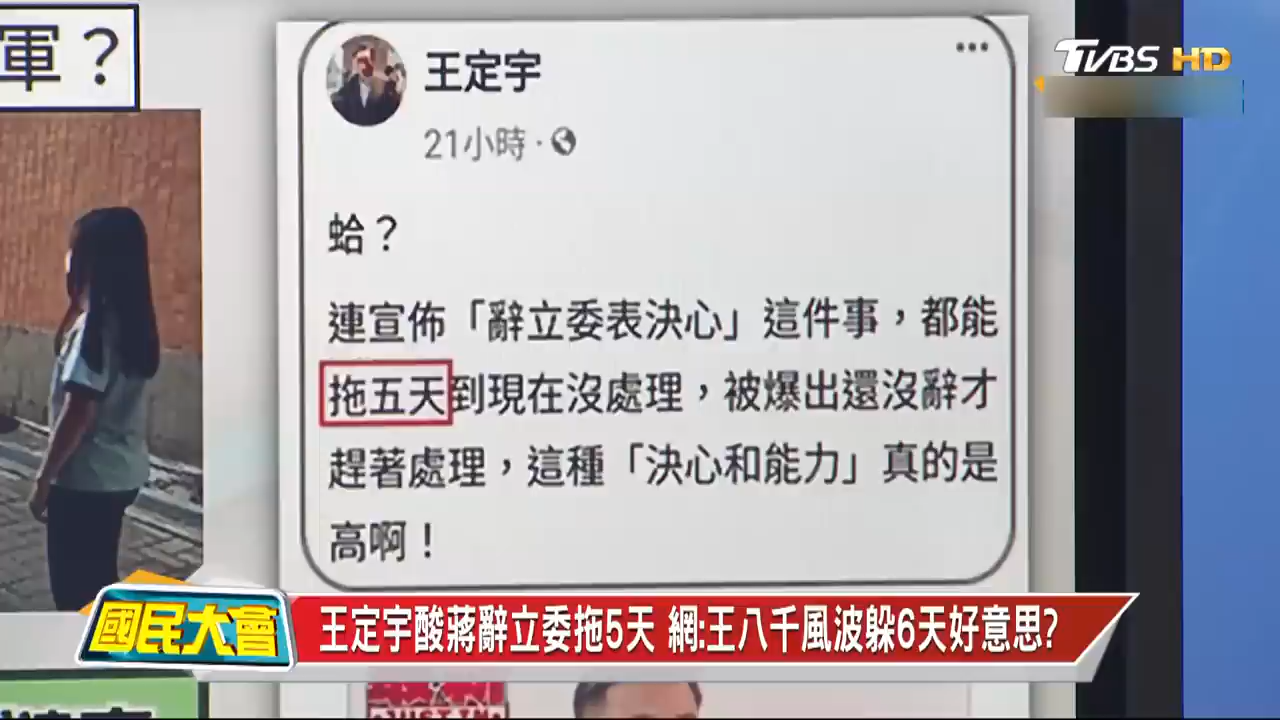 軍？
王定宇
21小時
TVBS HD
蛤？
連宣佈「辭立委表決心」這件事，都能
拖五天到現在沒處理，被爆出還沒辭才
趕著處理，這種「決心和能力」真的是
高啊！
國民大會
王定宇酸蔣辭立委拖5天 網:王八千風波躲6天好意思?